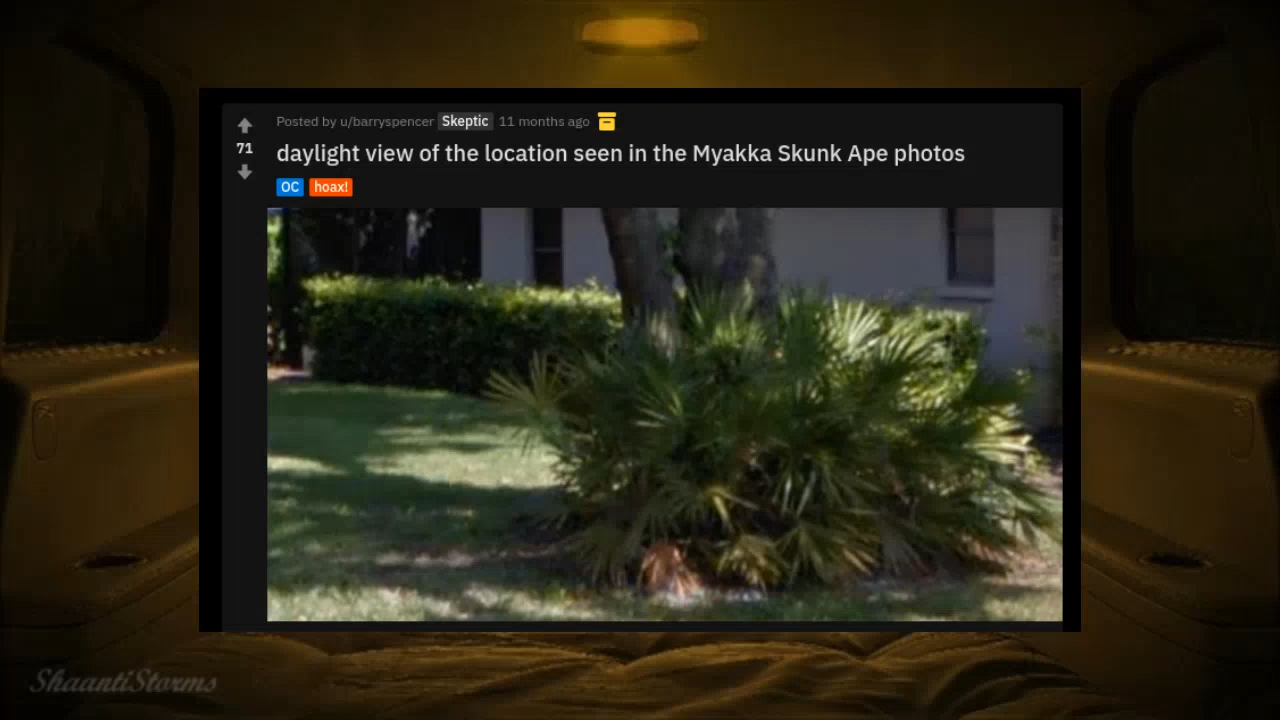 Posted by u/barryspencer Skeptic 11 months ago
71
daylight view of the location seen in the Myakka Skunk Ape photos
OC hoax!
ShaantiStorms